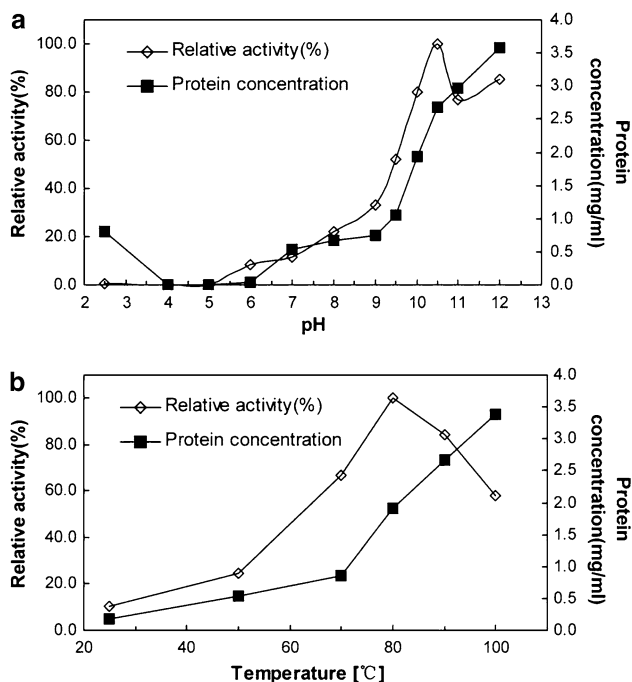 a
Relative activity(%)
Protein concentration
100.0
80.0
60.0
40.0
20.0
0.0
Relative activity(%)
4.0
3.5
3.0
2.5
2.0
1.5
1.0
0.5
0.0
Protein
concentration(mg/ml)
2 3 4 5 6 7 8 9 10 11 12 13
pH
b
Relative activity(%)
Protein concentration
100.0
80.0
60.0
40.0
20.0
0.0
Relative activity(%)
4.0
3.5
3.0
2.5
2.0
1.5
1.0
0.5
0.0
Protein
concentration(mg/ml)
20 40 60 80 100
Temperature [℃]